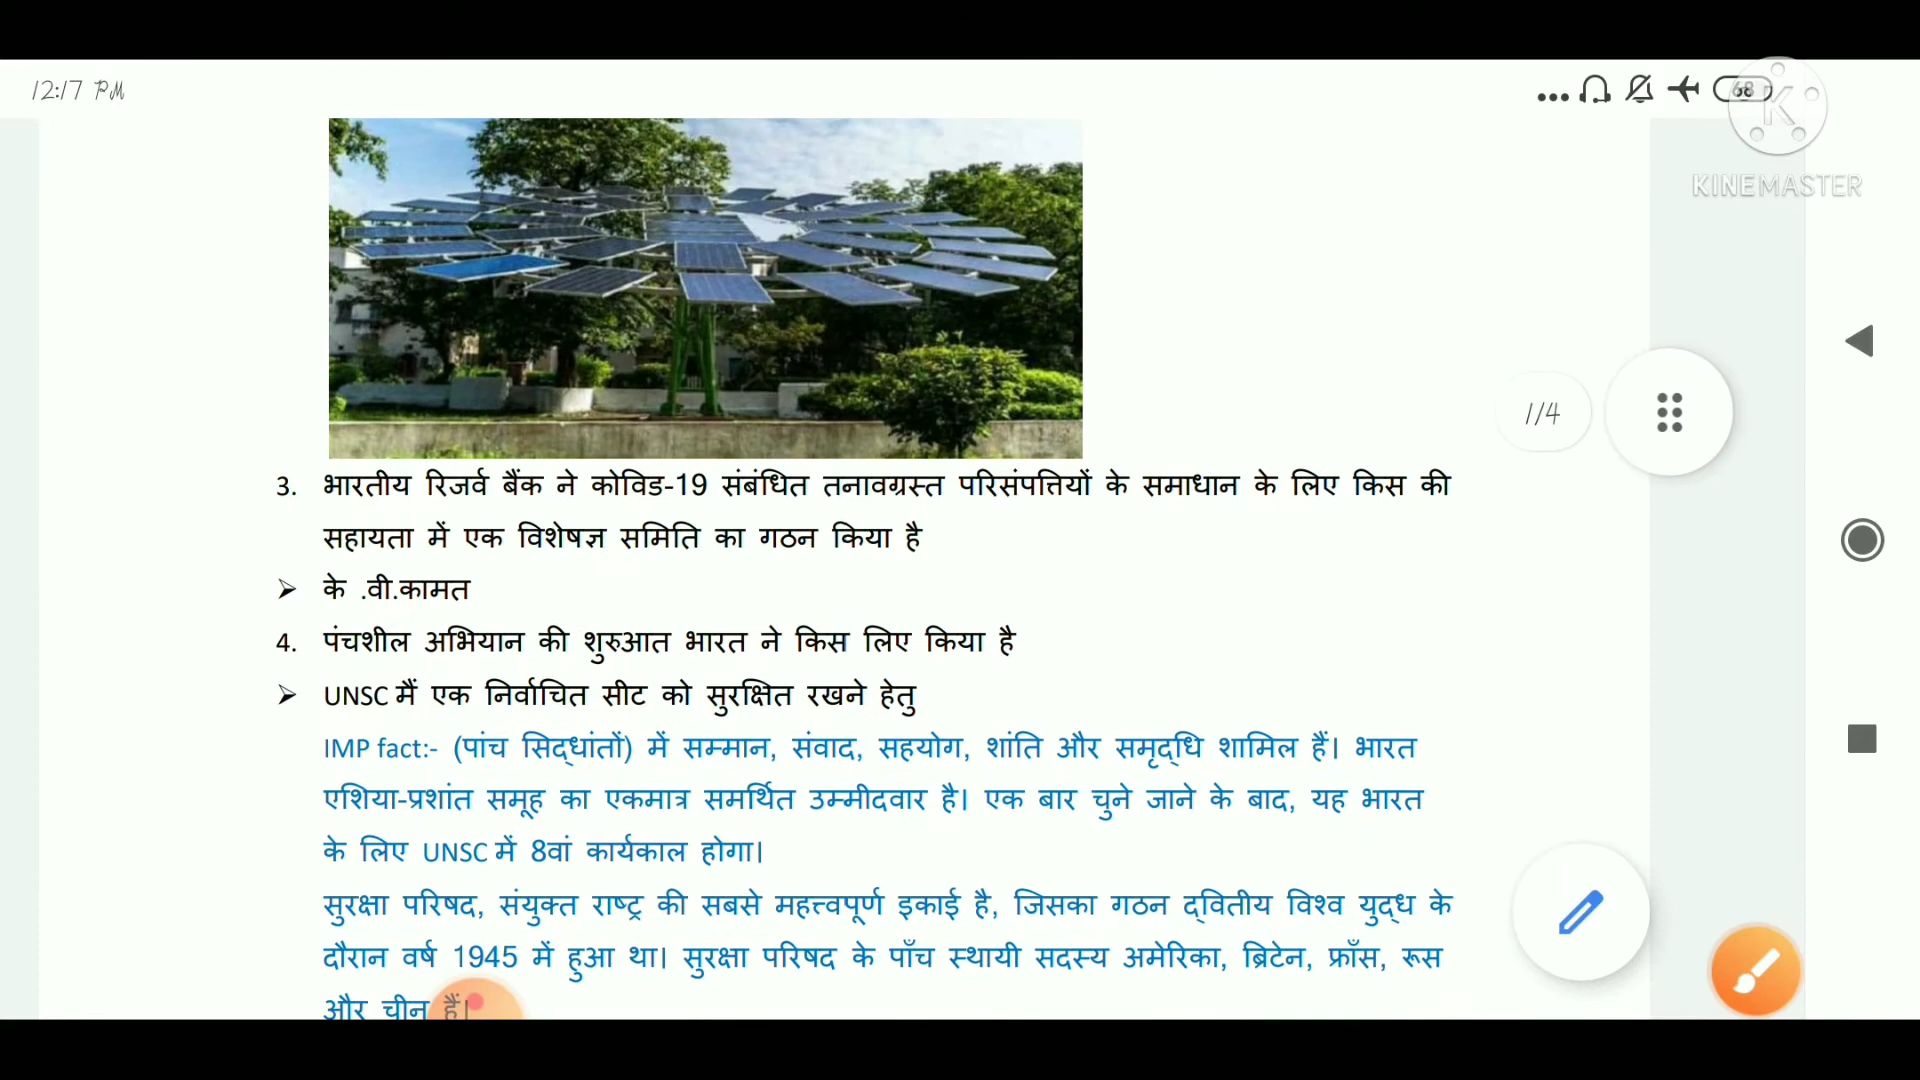 12:17 PM
68
KINEMASTER
1/4
3. भारतीय रिजर्व बैंक ने कोविड-19 संबंधित तनावग्रस्त परिसंपत्तियों के समाधान के लिए किस की
सहायता में एक विशेषज्ञ समिति का गठन किया है
➢ के .वी.कामत
4. पंचशील अभियान की शुरुआत भारत ने किस लिए किया है
➢ UNSC मैं एक निर्वाचित सीट को सुरक्षित रखने हेतु
IMP fact:- (पांच सिद्धांतों) में सम्मान, संवाद, सहयोग, शांति और समृद्धि शामिल हैं। भारत
एशिया-प्रशांत समूह का एकमात्र समर्थित उम्मीदवार है। एक बार चुने जाने के बाद, यह भारत
के लिए UNSC में 8वां कार्यकाल होगा।
सुरक्षा परिषद, संयुक्त राष्ट्र की सबसे महत्त्वपूर्ण इकाई है, जिसका गठन द्वितीय विश्व युद्ध के
दौरान वर्ष 1945 में हुआ था। सुरक्षा परिषद के पाँच स्थायी सदस्य अमेरिका, ब्रिटेन, फ्राँस, रूस
और चीन हैं।